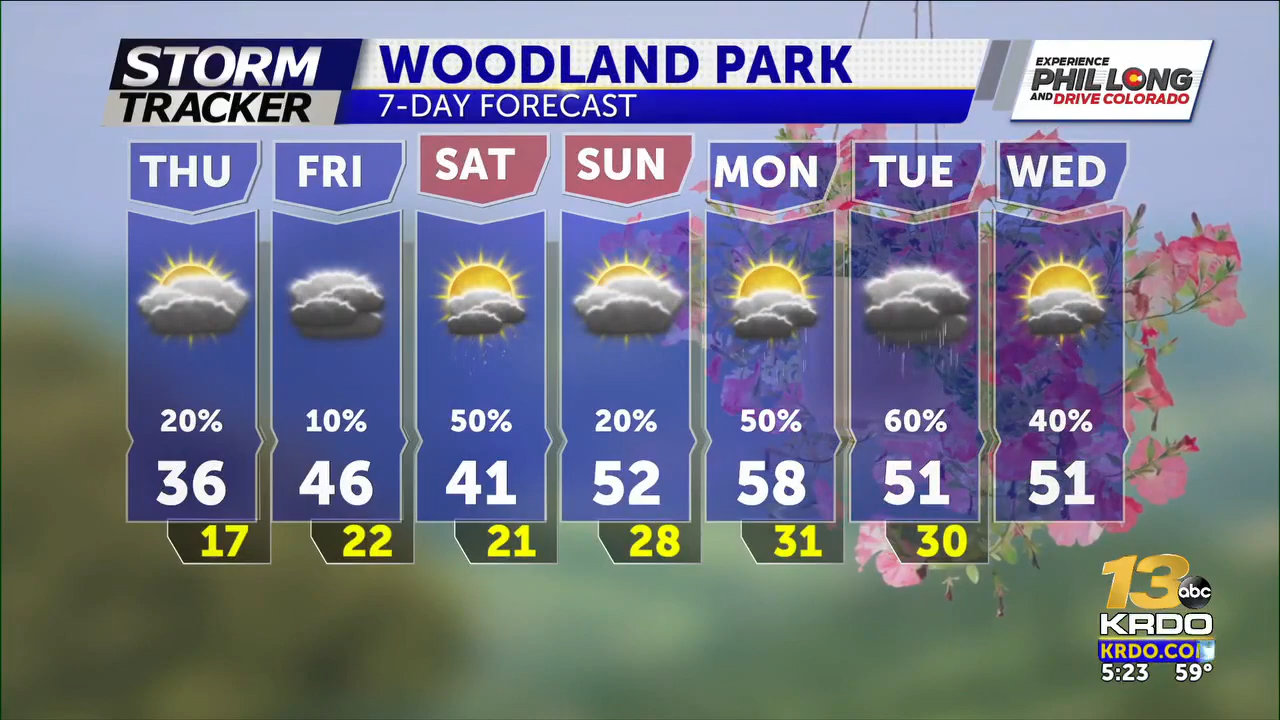 STORM TRACKER
WOODLAND PARK
7-DAY FORECAST
EXPERIENCE
PHIL LONG
AND DRIVE COLORADO
THU FRI SAT SUN MON TUE WED
20% 10% 50% 20% 50% 60% 40%
36 46 41 52 58 51 51
17 22 21 28 31 30
13 abc
KRDO
KRDO.CO
5:23 59°